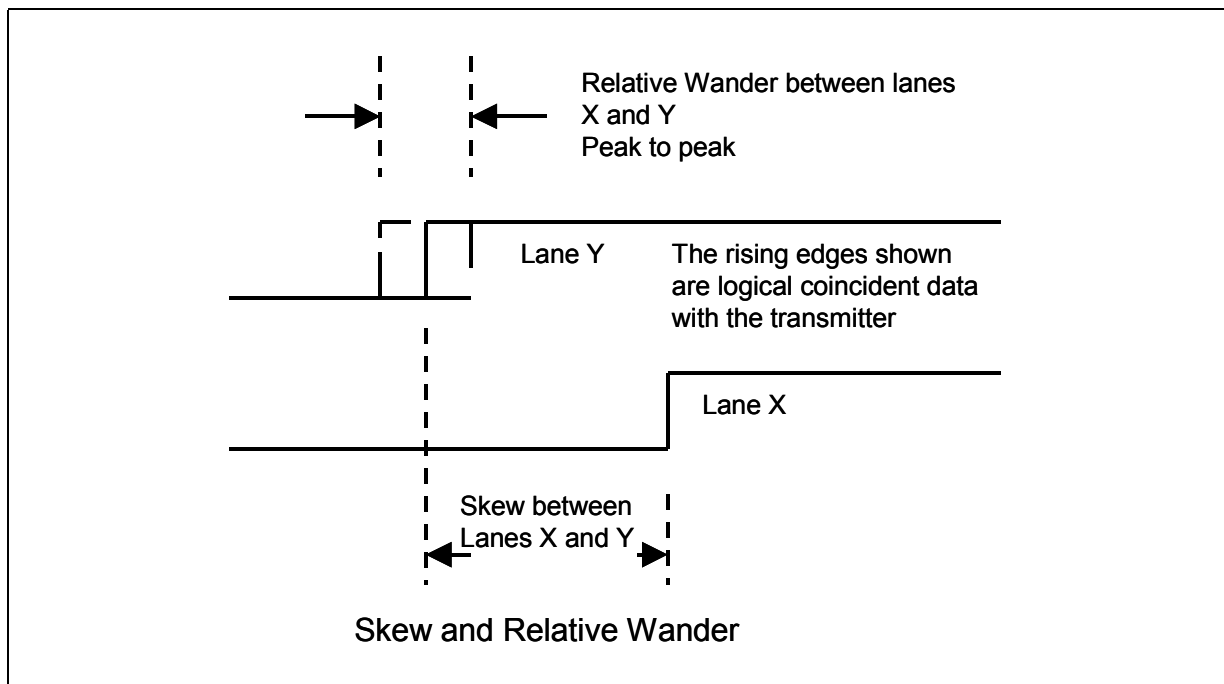 Relative Wander between lanes
X and Y
Peak to peak
Lane Y
The rising edges shown
are logical coincident data
with the transmitter
Lane X
Skew between
Lanes X and Y
Skew and Relative Wander